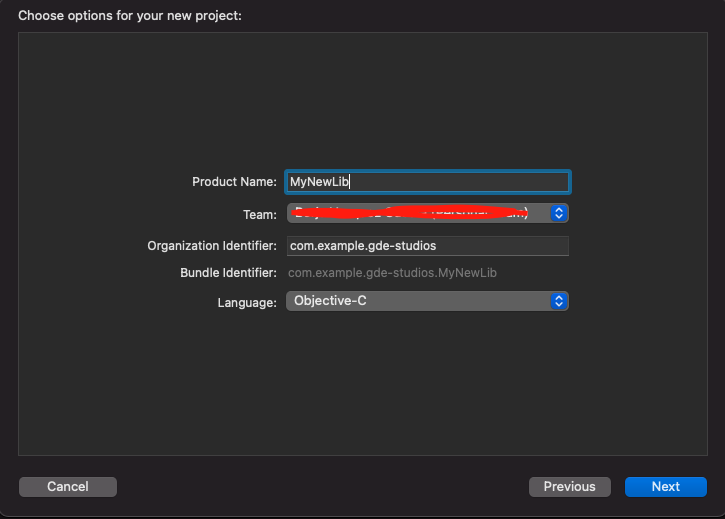 Choose options for your new project:
Product Name: MyNewLib
Team:
Organization Identifier: com.example.gde-studios
Bundle Identifier: com.example.gde-studios.MyNewLib
Language: Objective-C
Cancel Previous Next